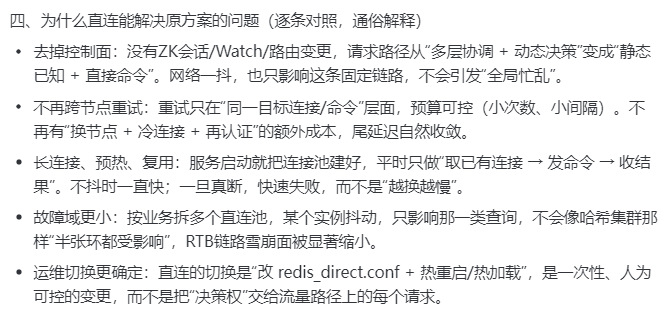 四、为什么直连能解决原方案的问题（逐条对照，通俗解释）
• 去掉控制面：没有ZK会话/Watch/路由变更，请求路径从“多层协调 + 动态决策”变成“静态
已知 + 直接命令”。网络一抖，也只影响这条固定链路，不会引发“全局忙乱”。
• 不再跨节点重试：重试只在“同一目标连接/命令”层面，预算可控（小次数、小间隔）。不
再有“换节点 + 冷连接 + 再认证”的额外成本，尾延迟自然收敛。
• 长连接、预热、复用：服务启动就把连接池建好，平时只做“取已有连接 → 发命令 → 收结
果”。不抖时一直快；一旦真断，快速失败，而不是“越换越慢”。
• 故障域更小：按业务拆多个直连池，某个实例抖动，只影响那一类查询，不会像哈希集群那
样“半张环都受影响”，RTB链路雪崩面被显著缩小。
• 运维切换更确定：直连的切换是“改 redis_direct.conf + 热重启/热加载”，是一次性、人为
可控的变更，而不是把“决策权”交给流量路径上的每个请求。